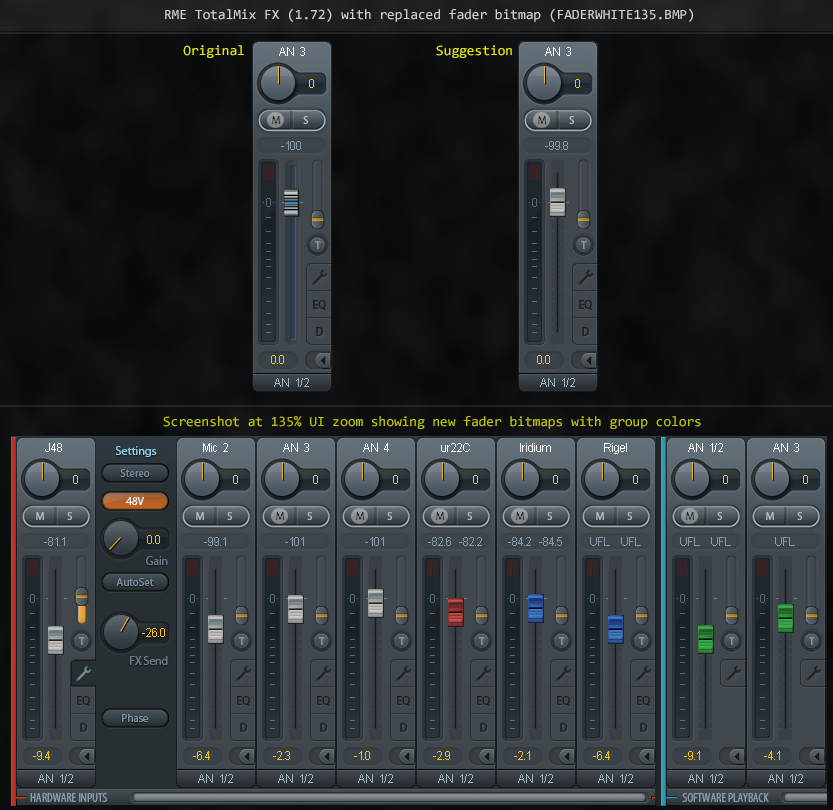 RME TotalMix FX (1.72) with replaced fader bitmap (FADERWHITE135.BMP)
Original AN 3 Suggestion AN 3
0 0
M S M S
-100 -99.8
0 0
T T
EQ EQ
D D
0.0 0.0
AN 1/2 AN 1/2
Screenshot at 135% UI zoom showing new fader bitmaps with group colors
J48 Settings Mic 2 AN 3 AN 4 ur22C Iridium Rigel AN 1/2 AN 3
0 Stereo 0 0 0 0 0 0 0 0
48V
M S M S M S M S M S M S M S M S M S
-81.1 0.0 -99.1 -101 -101 -82.6 -82.2 -84.2 -84.5 UFL UFL UFL UFL UFL
Gain
AutoSet
0 0 0 0 0 0 0 0 0
-26.0
T T T T T T T T T
FX Send
EQ EQ EQ EQ EQ EQ EQ
D Phase D D D D D D
-9.4 -6.4 -2.3 -1.0 -2.9 -2.1 -6.4 -9.1 -4.1
AN 1/2 AN 1/2 AN 1/2 AN 1/2 AN 1/2 AN 1/2 AN 1/2 AN 1/2 AN 1/2
HARDWARE INPUTS SOFTWARE PLAYBACK